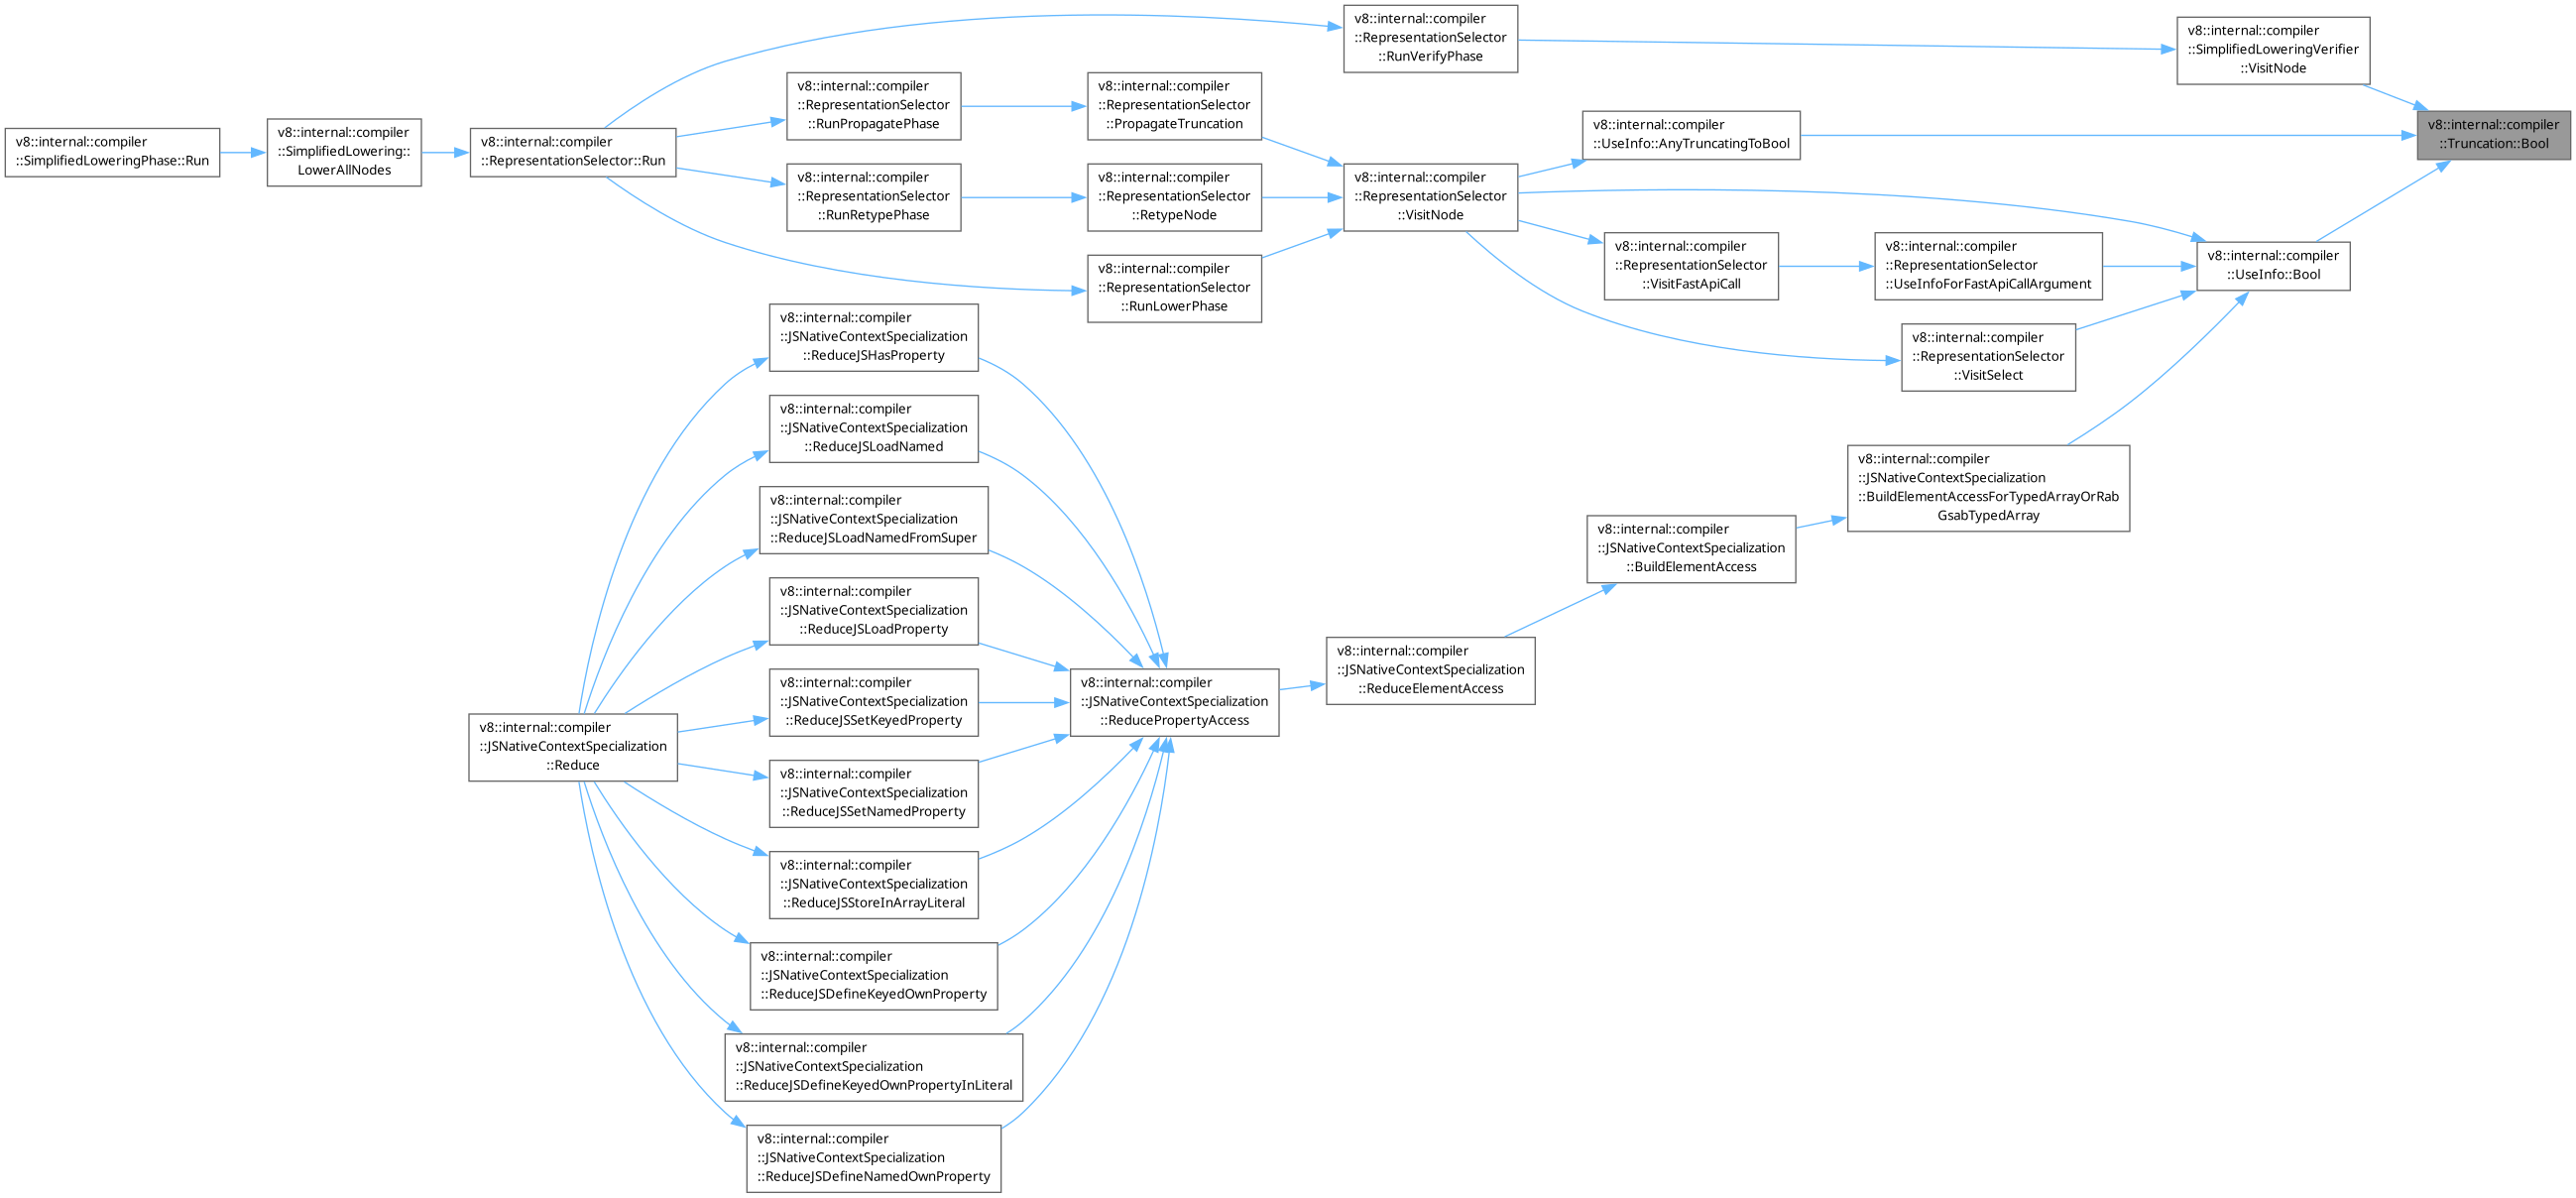 v8::internal::compiler
::SimplifiedLoweringPhase::Run
v8::internal::compiler
::SimplifiedLowering::
LowerAllNodes
v8::internal::compiler
::RepresentationSelector::Run
v8::internal::compiler
::RepresentationSelector
::RunPropagatePhase
v8::internal::compiler
::RepresentationSelector
::RunRetypePhase
v8::internal::compiler
::RepresentationSelector
::PropagateTruncation
v8::internal::compiler
::RepresentationSelector
::RetypeNode
v8::internal::compiler
::RepresentationSelector
::RunLowerPhase
v8::internal::compiler
::RepresentationSelector
::RunVerifyPhase
v8::internal::compiler
::RepresentationSelector
::VisitNode
v8::internal::compiler
::UseInfo::AnyTruncatingToBool
v8::internal::compiler
::RepresentationSelector
::VisitFastApiCall
v8::internal::compiler
::RepresentationSelector
::UseInfoForFastApiCallArgument
v8::internal::compiler
::RepresentationSelector
::VisitSelect
v8::internal::compiler
::SimplifiedLoweringVerifier
::VisitNode
v8::internal::compiler
::Truncation::Bool
v8::internal::compiler
::UseInfo::Bool
v8::internal::compiler
::JSNativeContextSpecialization
::BuildElementAccessForTypedArrayOrRab
GsabTypedArray
v8::internal::compiler
::JSNativeContextSpecialization
::BuildElementAccess
v8::internal::compiler
::JSNativeContextSpecialization
::ReduceElementAccess
v8::internal::compiler
::JSNativeContextSpecialization
::ReducePropertyAccess
v8::internal::compiler
::JSNativeContextSpecialization
::ReduceJSHasProperty
v8::internal::compiler
::JSNativeContextSpecialization
::ReduceJSLoadNamed
v8::internal::compiler
::JSNativeContextSpecialization
::ReduceJSLoadNamedFromSuper
v8::internal::compiler
::JSNativeContextSpecialization
::ReduceJSLoadProperty
v8::internal::compiler
::JSNativeContextSpecialization
::ReduceJSSetKeyedProperty
v8::internal::compiler
::JSNativeContextSpecialization
::ReduceJSSetNamedProperty
v8::internal::compiler
::JSNativeContextSpecialization
::ReduceJSStoreInArrayLiteral
v8::internal::compiler
::JSNativeContextSpecialization
::ReduceJSDefineKeyedOwnProperty
v8::internal::compiler
::JSNativeContextSpecialization
::ReduceJSDefineKeyedOwnPropertyInLiteral
v8::internal::compiler
::JSNativeContextSpecialization
::ReduceJSDefineNamedOwnProperty
v8::internal::compiler
::JSNativeContextSpecialization
::Reduce